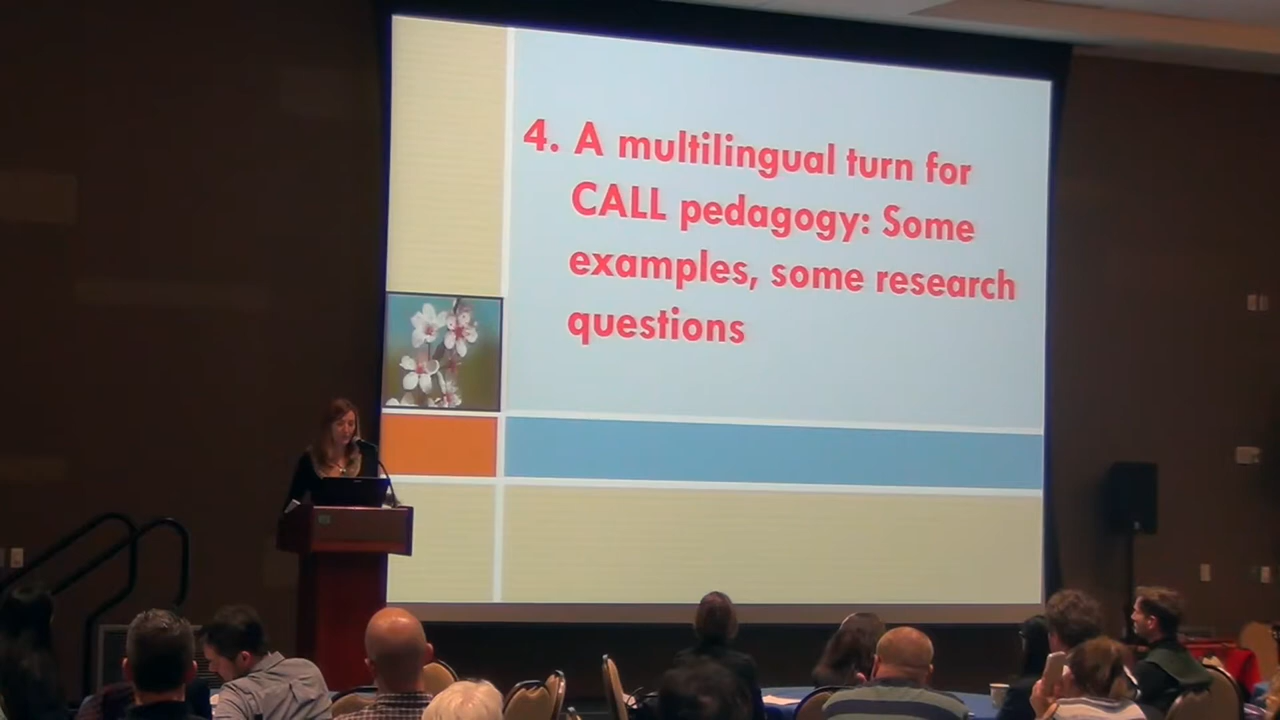 4. A multilingual turn for
CALL pedagogy: Some
examples, some research
questions